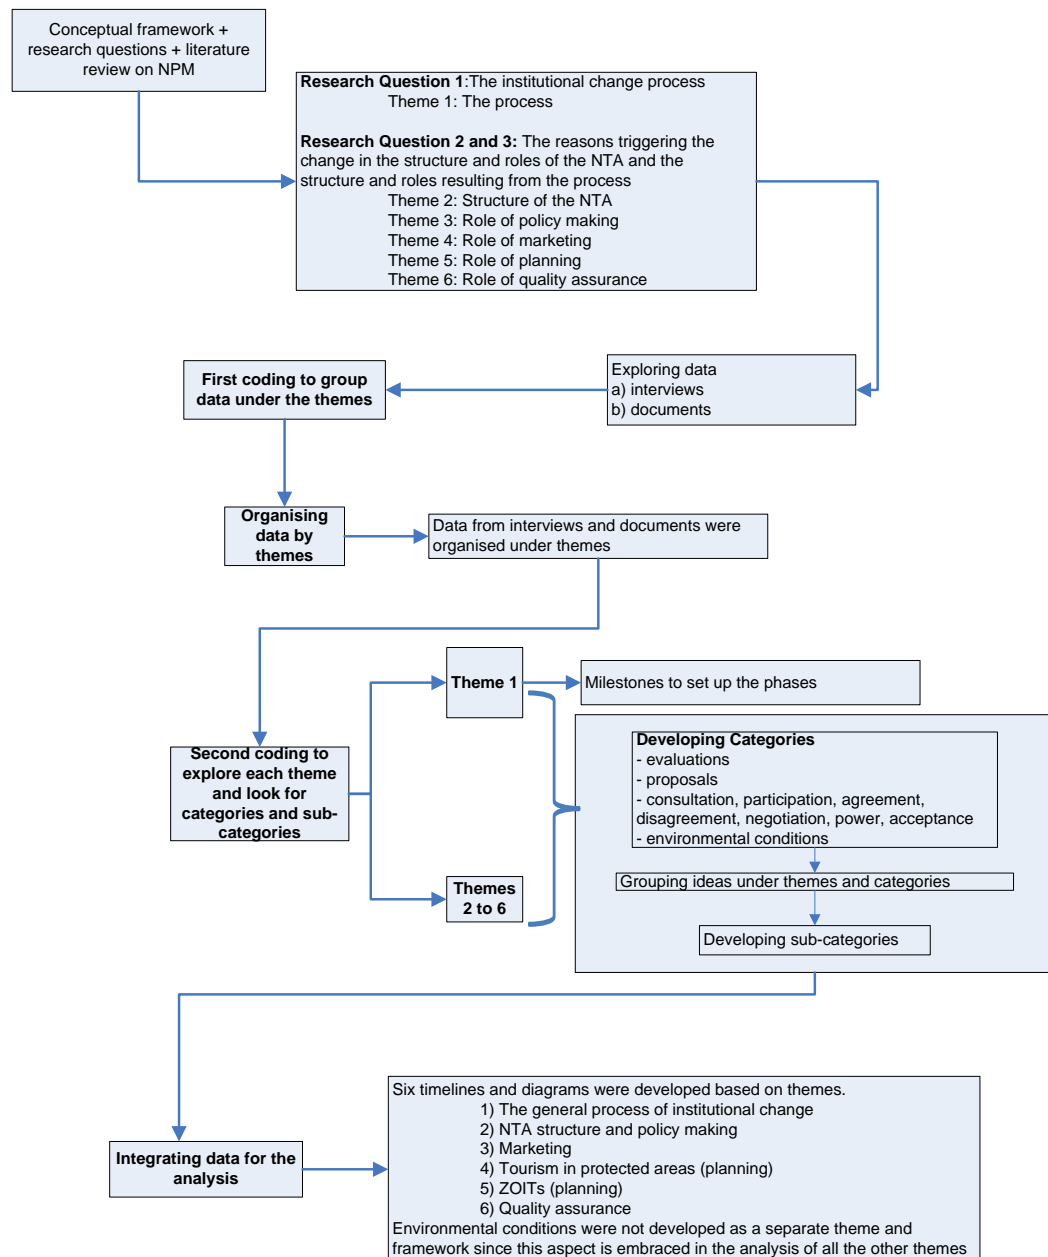 Conceptual framework +
research questions + literature
review on NPM
Research Question 1:The institutional change process
Theme 1: The process
Research Question 2 and 3: The reasons triggering the
change in the structure and roles of the NTA and the
structure and roles resulting from the process
Theme 2: Structure of the NTA
Theme 3: Role of policy making
Theme 4: Role of marketing
Theme 5: Role of planning
Theme 6: Role of quality assurance
Exploring data
a) interviews
b) documents
First coding to group
data under the themes
Organising
data by
themes
Data from interviews and documents were
organised under themes
Second coding to
explore each theme
and look for
categories and sub-
categories
Theme 1
Milestones to set up the phases
Themes
2 to 6
Developing Categories
- evaluations
- proposals
- consultation, participation, agreement,
disagreement, negotiation, power, acceptance
- environmental conditions
Grouping ideas under themes and categories
Developing sub-categories
Integrating data for the
analysis
Six timelines and diagrams were developed based on themes.
1) The general process of institutional change
2) NTA structure and policy making
3) Marketing
4) Tourism in protected areas (planning)
5) ZOITs (planning)
6) Quality assurance
Environmental conditions were not developed as a separate theme and
framework since this aspect is embraced in the analysis of all the other themes